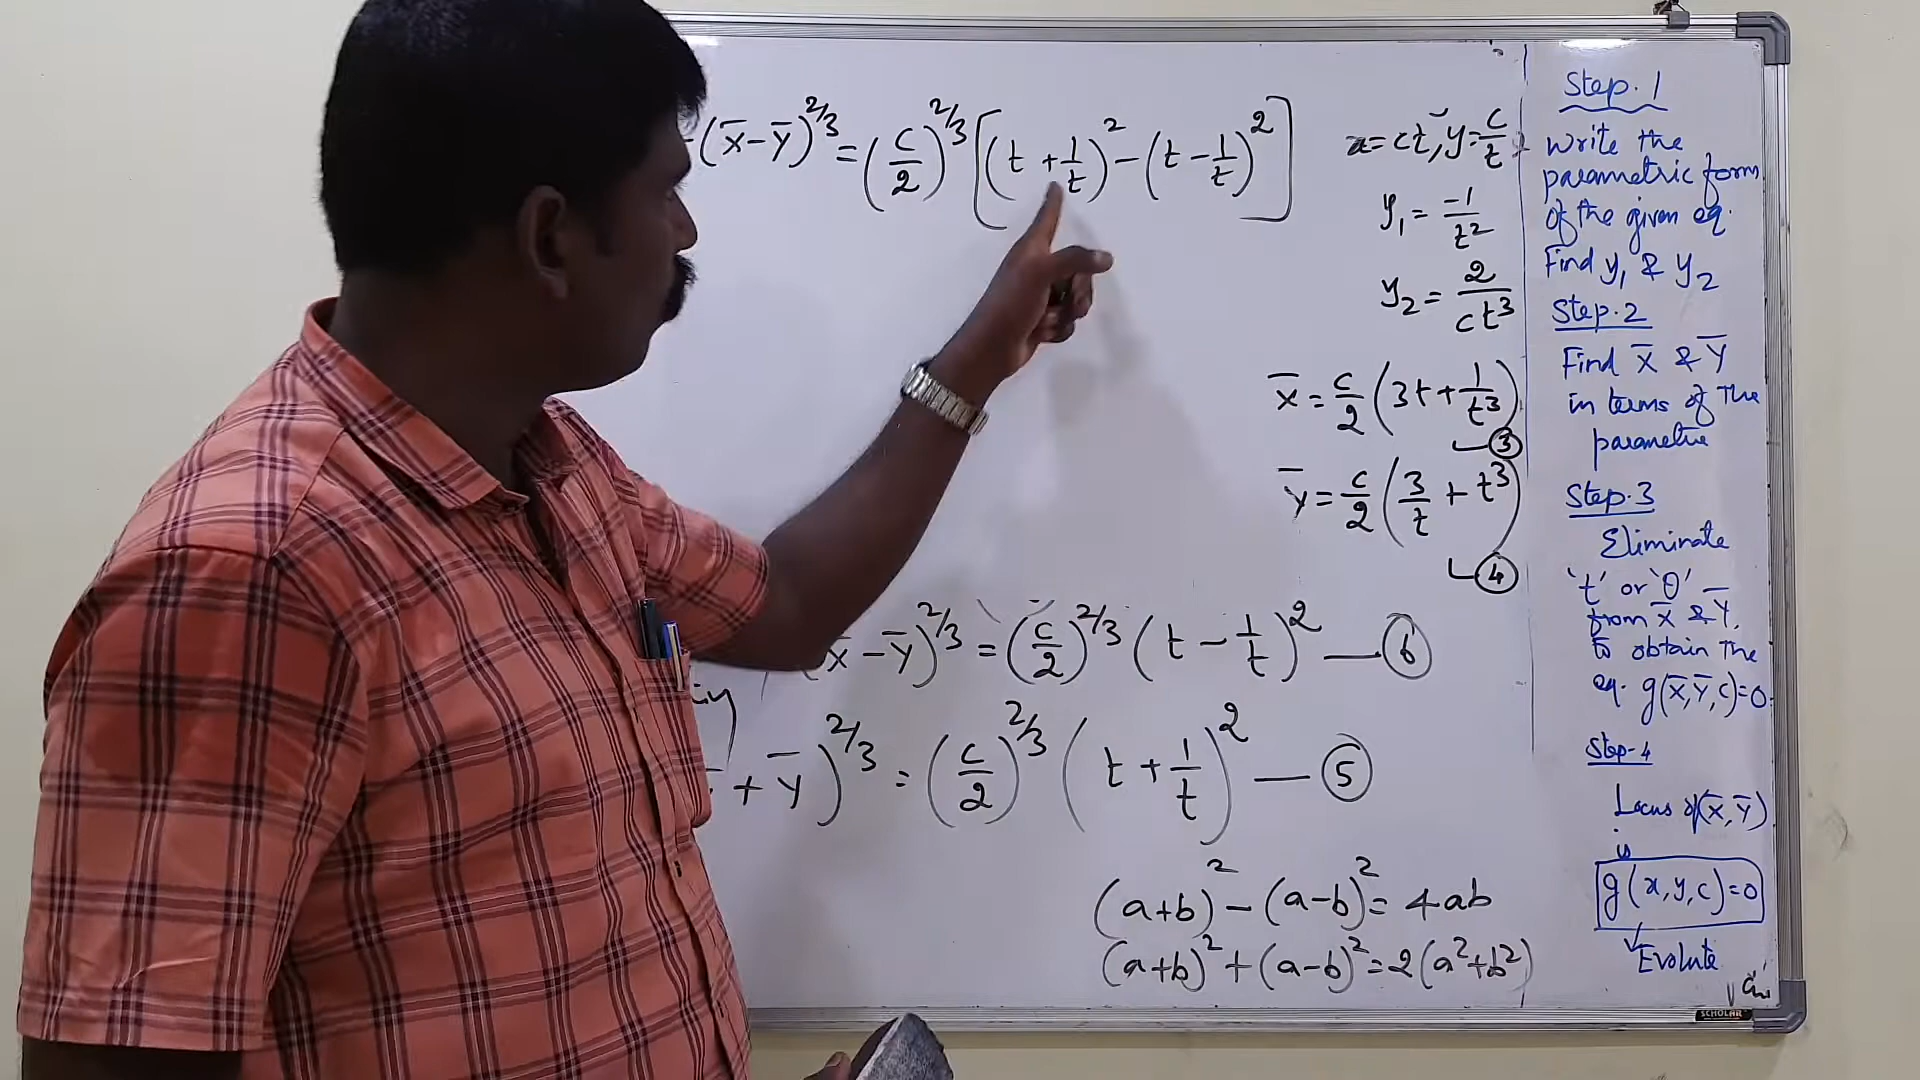 -(x̄-ȳ)^2/3 = (c/2)^2/3 [(t+1/t)^2 - (t-1/t)^2]
x=ct, y=c/t
y₁ = -1/t²
y₂ = 2/ct³
x̄ = c/2 (3t+1/t³)
③
ȳ = c/2 (3/t + t³)
④
(x̄-ȳ)^2/3 = (c/2)^2/3 (t-1/t)^2 — ⑥
+ȳ)^2/3 = (c/2)^2/3 (t+1/t)^2 — ⑤
(a+b)²-(a-b)²=4ab
(a+b)²+(a-b)²=2(a²+b²)
Step.1
Write the
parametric form
of the given eq.
Find y₁ & y₂
Step.2
Find x̄ & ȳ
in terms of the
parameter
Step.3
Eliminate
't' or 'θ'
from x̄ & ȳ,
to obtain the
eq. g(x̄,ȳ,c)=0.
Step-4
Locus of (x̄,ȳ)
is
g(x,y,c)=0
Evolute
SCHOLAR